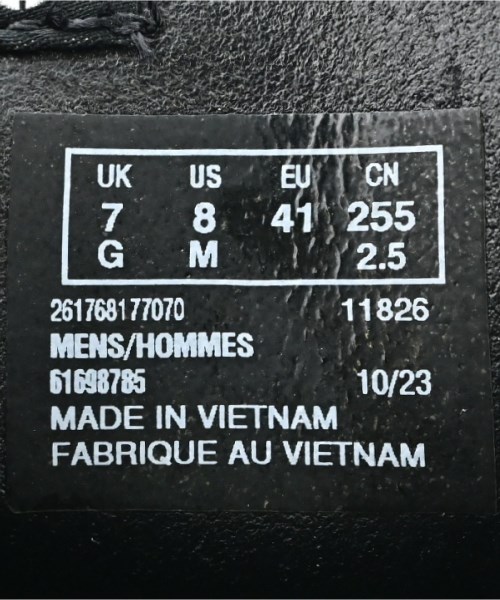 UK US EU CN
7 8 41 255
G M 2.5
261768177070 11826
MENS/HOMMES
61698785 10/23
MADE IN VIETNAM
FABRIQUE AU VIETNAM